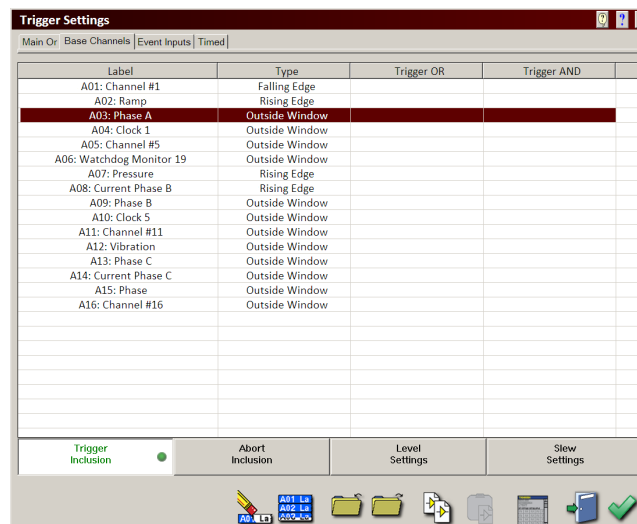 Trigger Settings
Main Or Base Channels Event Inputs Timed
Label Type Trigger OR Trigger AND
A01: Channel #1 Falling Edge
A02: Ramp Rising Edge
A03: Phase A Outside Window
A04: Clock 1 Outside Window
A05: Channel #5 Outside Window
A06: Watchdog Monitor 19 Outside Window
A07: Pressure Rising Edge
A08: Current Phase B Rising Edge
A09: Phase B Outside Window
A10: Clock 5 Outside Window
A11: Channel #11 Outside Window
A12: Vibration Outside Window
A13: Phase C Outside Window
A14: Current Phase C Outside Window
A15: Phase Outside Window
A16: Channel #16 Outside Window
Trigger Abort Level Slew
Inclusion Inclusion Settings Settings
A01 La
A02 La
A01 La